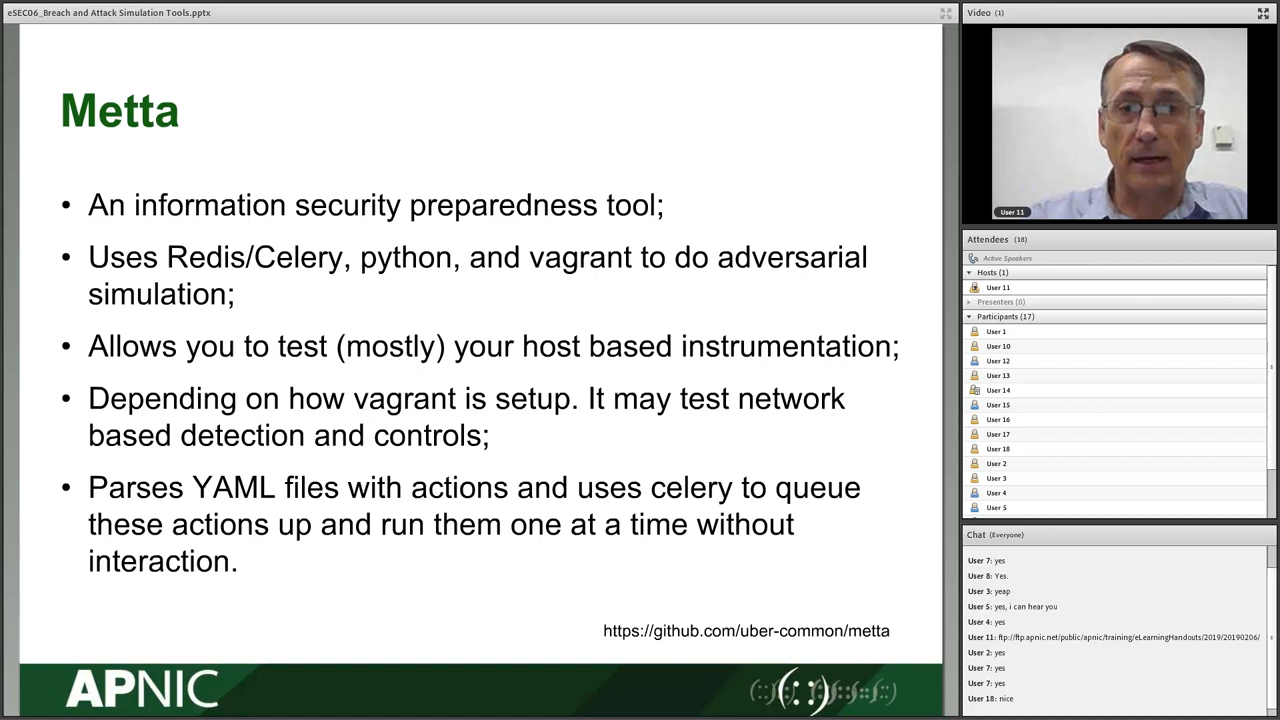 eSEC06_Breach and Attack Simulation Tools.pptx
Metta
• An information security preparedness tool;
• Uses Redis/Celery, python, and vagrant to do adversarial
simulation;
• Allows you to test (mostly) your host based instrumentation;
• Depending on how vagrant is setup. It may test network
based detection and controls;
• Parses YAML files with actions and uses celery to queue
these actions up and run them one at a time without
interaction.
https://github.com/uber-common/metta
APNIC
Video (1)
User 11
Attendees (18)
Active Speakers
Hosts (1)
User 11
Presenters (0)
Participants (17)
User 1
User 10
User 12
User 13
User 14
User 15
User 16
User 17
User 18
User 2
User 3
User 4
User 5
Chat (Everyone)
User 7: yes
User 8: Yes.
User 3: yeap
User 5: yes, i can hear you
User 4: yes
User 11: ftp://ftp.apnic.net/public/apnic/training/eLearningHandouts/2019/20190206/
User 2: yes
User 7: yes
User 7: yes
User 18: nice